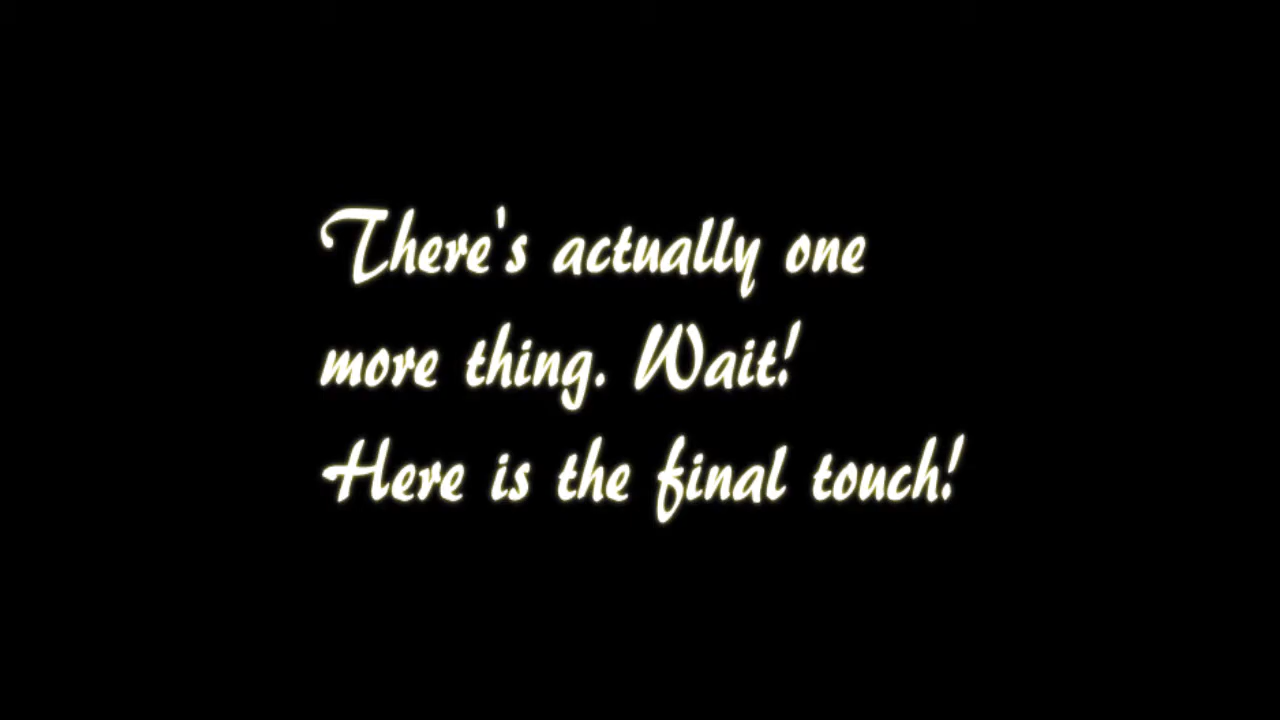 There's actually one
more thing. Wait!
Here is the final touch!